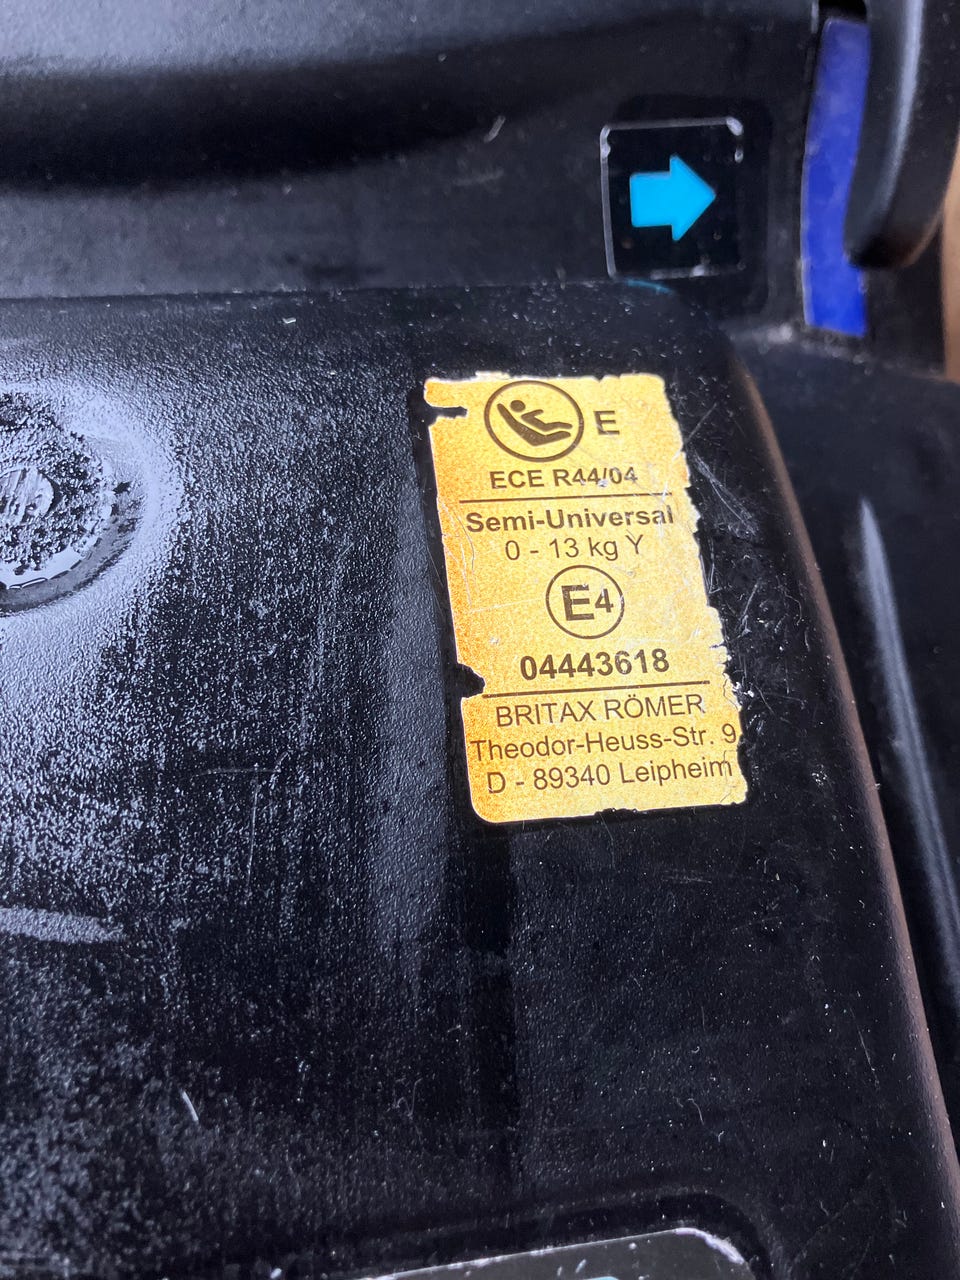 E
ECE R44/04
Semi-Universal
0 - 13 kg Y
E4
04443618
BRITAX RÖMER
Theodor-Heuss-Str. 9
D - 89340 Leipheim